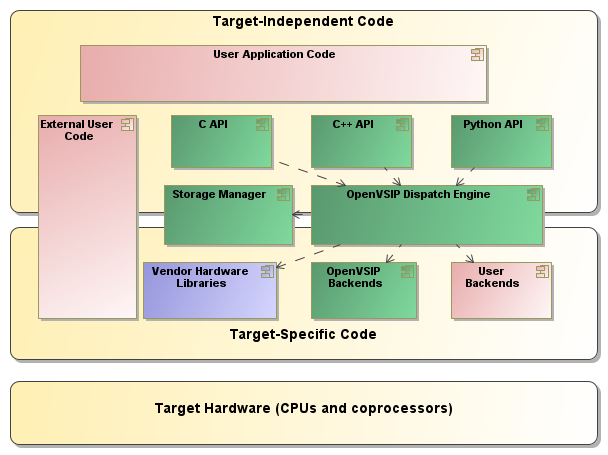 Target-Independent Code
User Application Code
External User
Code
C API
C++ API
Python API
Storage Manager
OpenVSIP Dispatch Engine
Vendor Hardware
Libraries
OpenVSIP
Backends
User
Backends
Target-Specific Code
Target Hardware (CPUs and coprocessors)